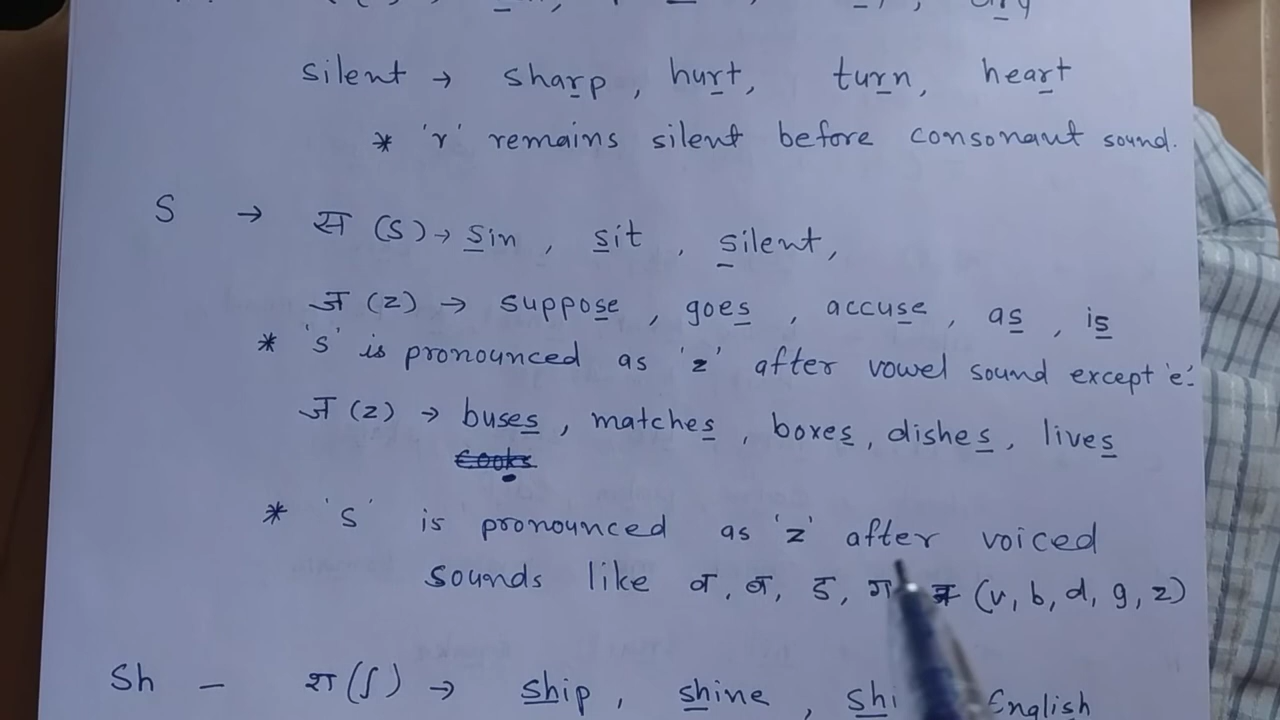 silent → sharp, hurt, turn, heart
* 'r' remains silent before consonant sound.
S → स (s) → sin, sit, silent,
ज़ (z) → suppose, goes, accuse, as, is
* 's' is pronounced as 'z' after vowel sound except 'e'.
ज़ (z) → buses, matches, boxes, dishes, lives
cooks
* 's' is pronounced as 'z' after voiced
sounds like व, ब, ड, ग (v, b, d, g, z)
Sh - श (ʃ) → ship, shine, English